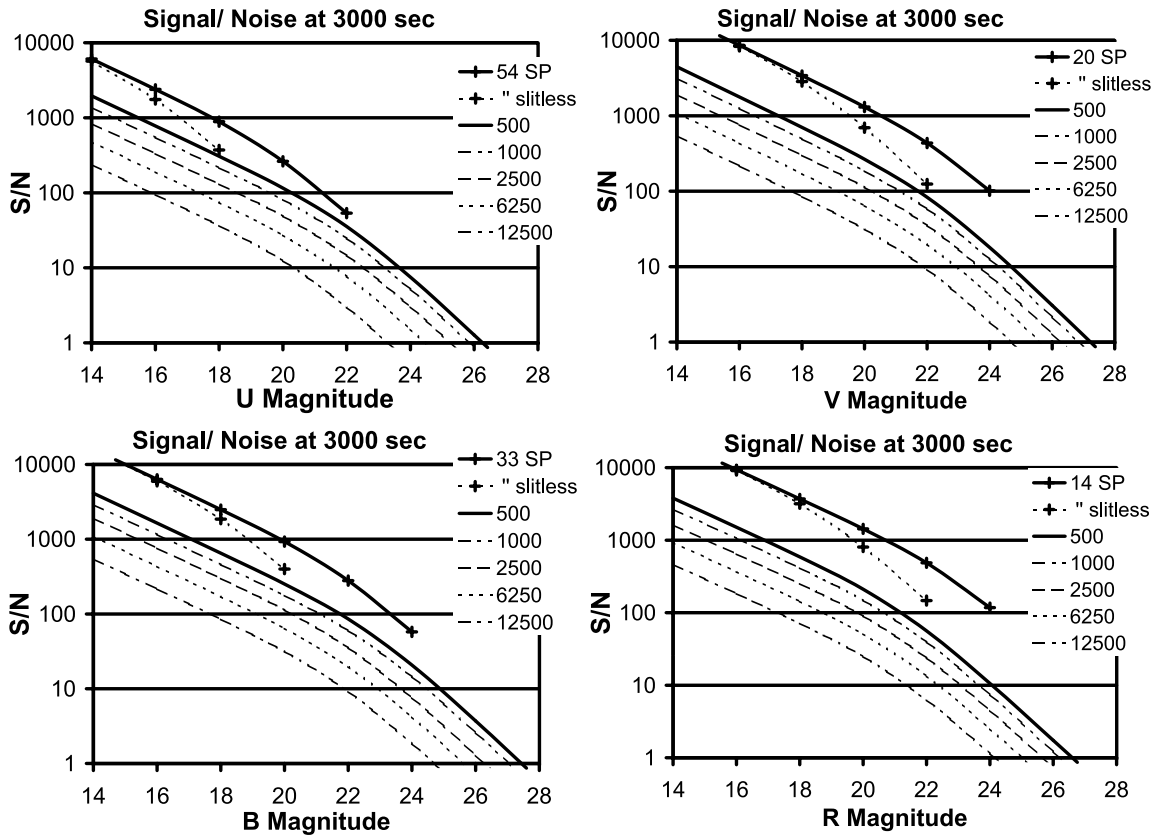 Signal/ Noise at 3000 sec
10000
1000
100
10
1
S/N
14 16 18 20 22 24 26 28
U Magnitude
54 SP
" slitless
500
1000
2500
6250
12500
Signal/ Noise at 3000 sec
10000
1000
100
10
1
S/N
14 16 18 20 22 24 26 28
V Magnitude
20 SP
" slitless
500
1000
2500
6250
12500
Signal/ Noise at 3000 sec
10000
1000
100
10
1
S/N
14 16 18 20 22 24 26 28
B Magnitude
33 SP
" slitless
500
1000
2500
6250
12500
Signal/ Noise at 3000 sec
10000
1000
100
10
1
S/N
14 16 18 20 22 24 26 28
R Magnitude
14 SP
" slitless
500
1000
2500
6250
12500